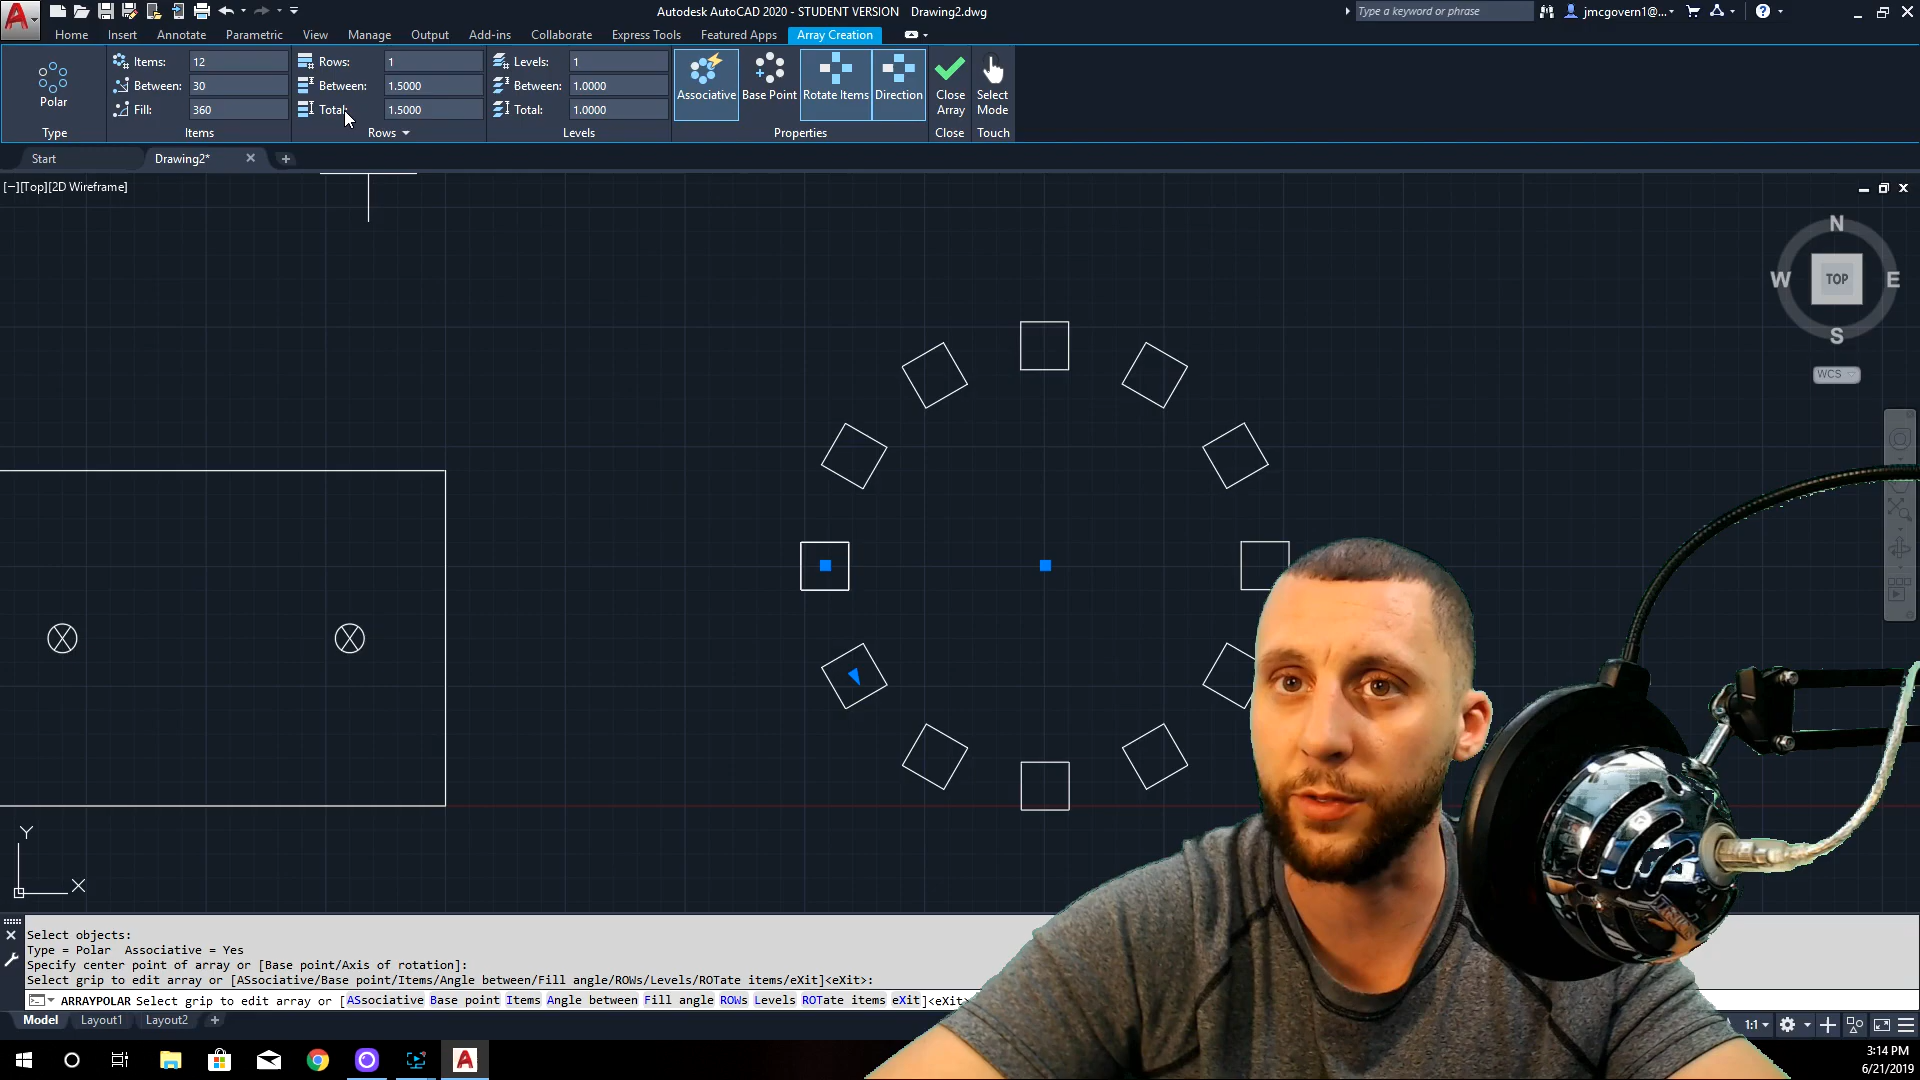 Autodesk AutoCAD 2020 - STUDENT VERSION Drawing2.dwg
Type a keyword or phrase
jmcgovern1@...
Home Insert Annotate Parametric View Manage Output Add-ins Collaborate Express Tools Featured Apps Array Creation
Polar
Type
Items: 12
Between: 30
Fill: 360
Items
Rows: 1
Between: 1.5000
Total: 1.5000
Rows
Levels: 1
Between: 1.0000
Total: 1.0000
Levels
Associative
Base Point
Rotate Items
Direction
Properties
Close
Array
Close
Select
Mode
Touch
Start
Drawing2*
[−][Top][2D Wireframe]
N
W TOP E
S
WCS
Y
X
Select objects:
Type = Polar Associative = Yes
Specify center point of array or [Base point/Axis of rotation]:
Select grip to edit array or [ASsociative/Base point/Items/Angle between/Fill angle/ROWs/Levels/ROTate items/eXit]<eXit>:
ARRAYPOLAR Select grip to edit array or [ASsociative Base point Items Angle between Fill angle ROWs Levels ROTate items eXit]<eXit>
Model Layout1 Layout2
1:1
3:14 PM
6/21/2019